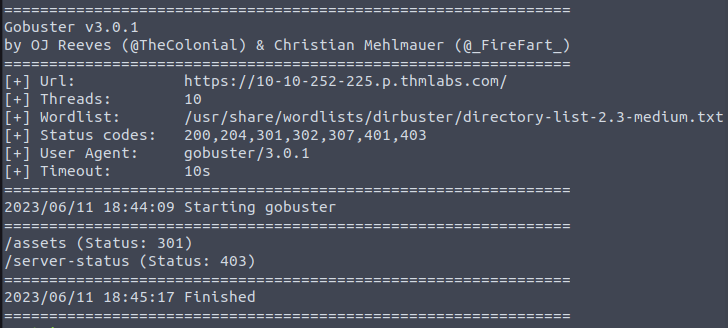 ===============================================================
Gobuster v3.0.1
by OJ Reeves (@TheColonial) & Christian Mehlmauer (@_FireFart_)
===============================================================
[+] Url:            https://10-10-252-225.p.thmlabs.com/
[+] Threads:        10
[+] Wordlist:       /usr/share/wordlists/dirbuster/directory-list-2.3-medium.txt
[+] Status codes:   200,204,301,302,307,401,403
[+] User Agent:     gobuster/3.0.1
[+] Timeout:        10s
===============================================================
2023/06/11 18:44:09 Starting gobuster
===============================================================
/assets (Status: 301)
/server-status (Status: 403)
===============================================================
2023/06/11 18:45:17 Finished
===============================================================